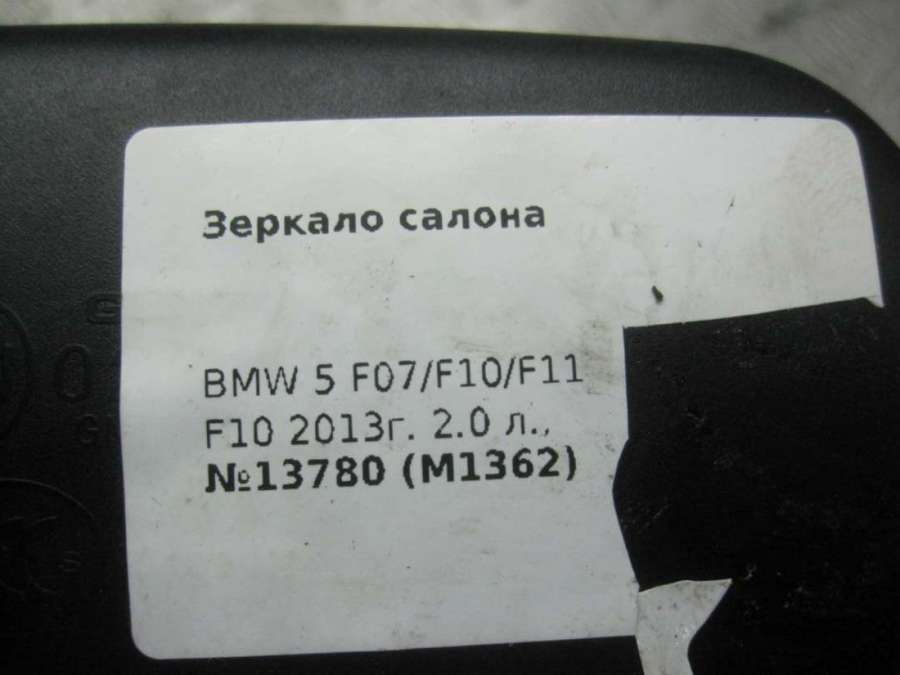 Зеркало салона
BMW 5 F07/F10/F11
F10 2013г. 2.0 л.,
№13780 (M1362)